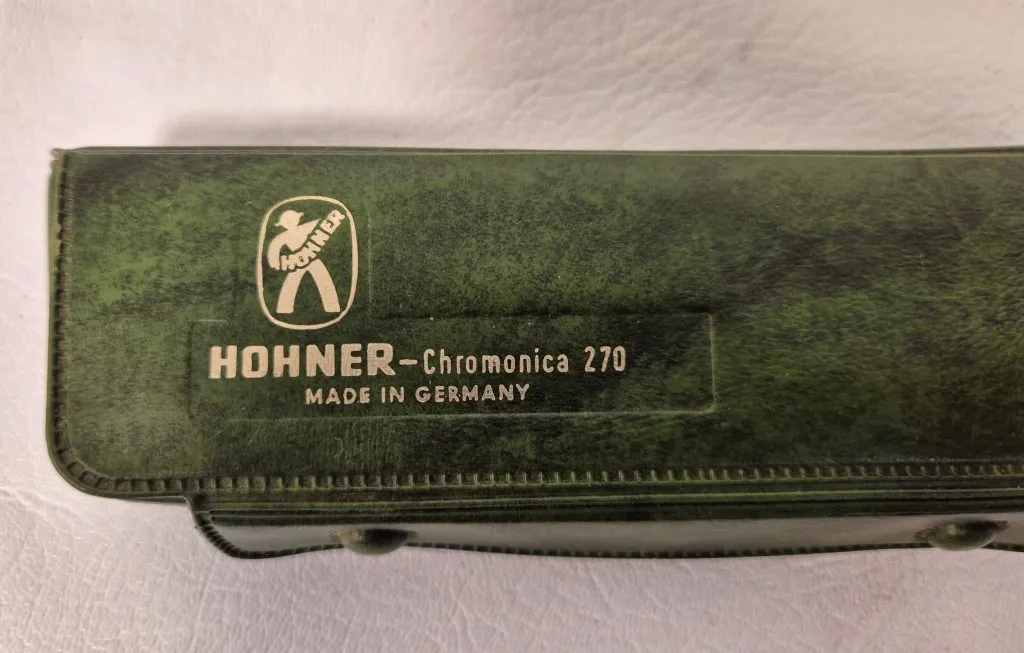 HOHNER
HOHNER–Chromonica 270
MADE IN GERMANY